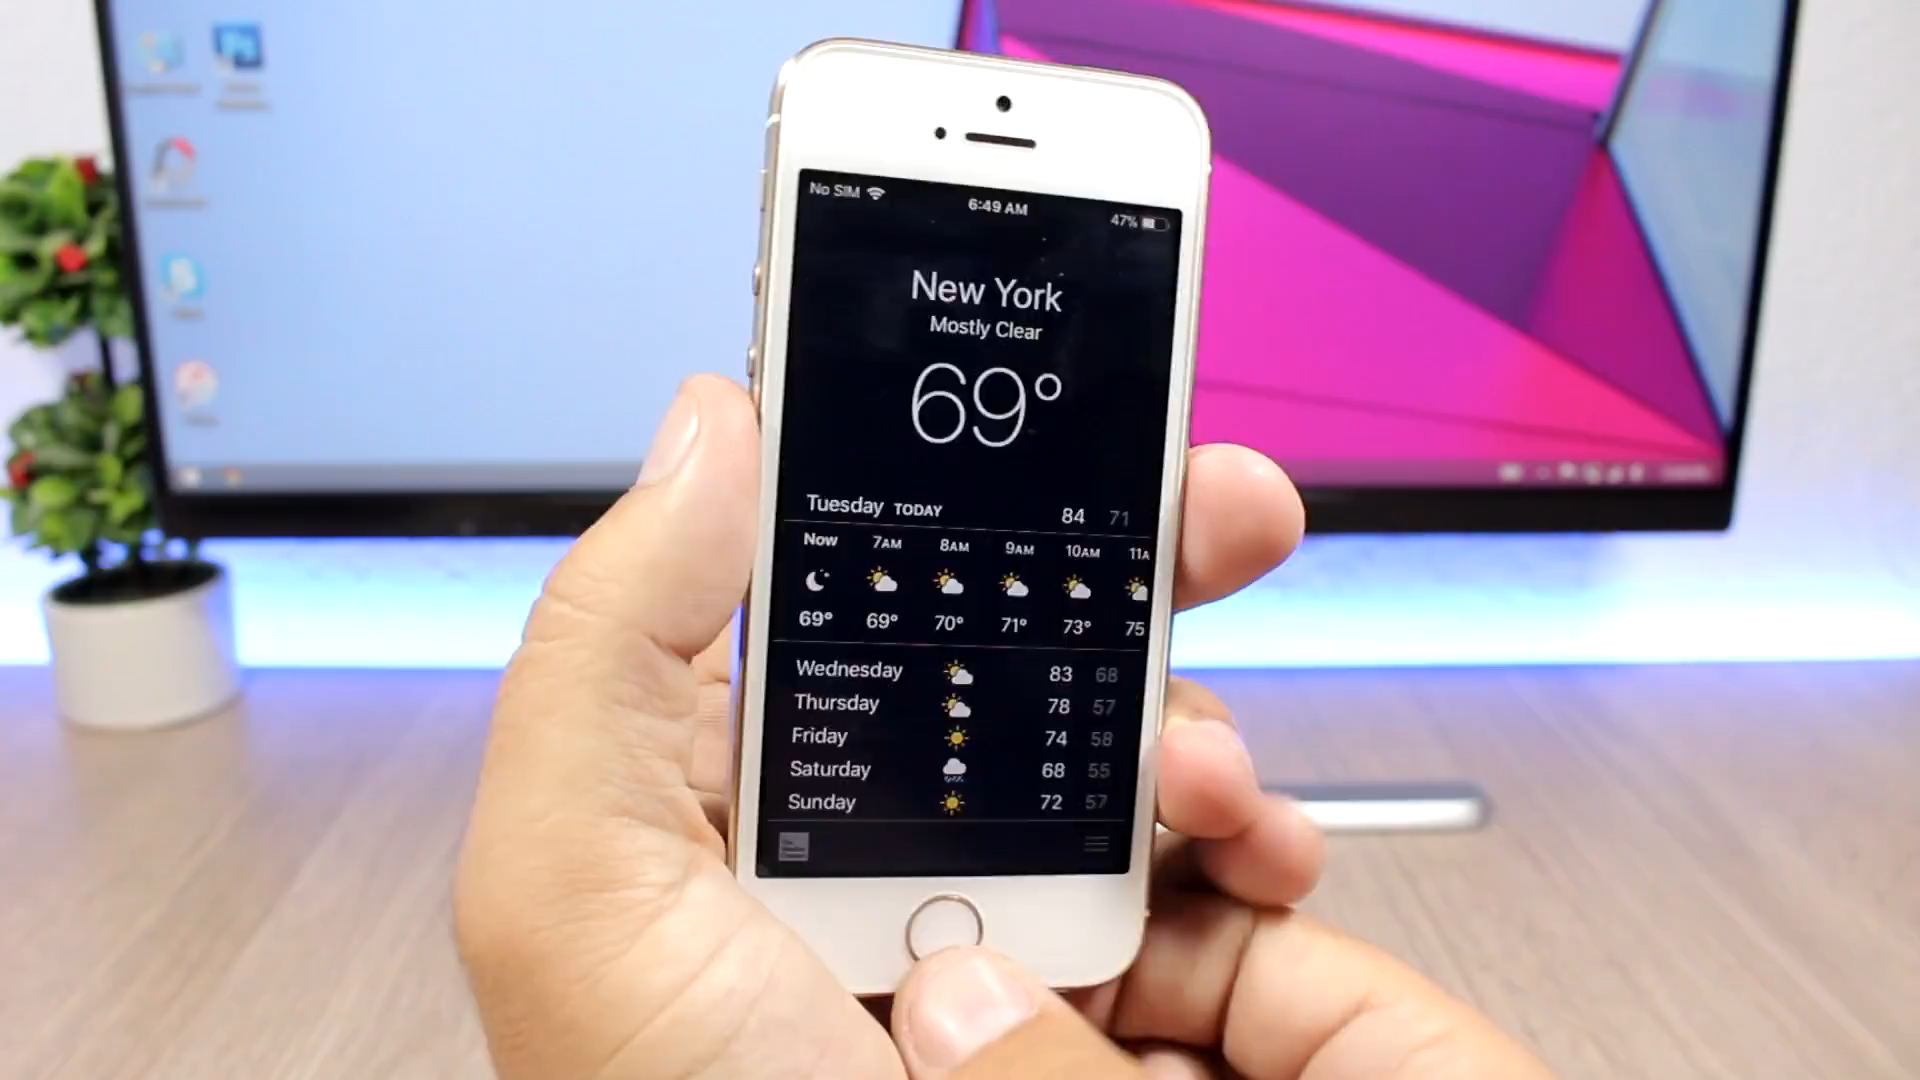 No SIM 6:49 AM 47%
New York
Mostly Clear
69°
Tuesday TODAY 84 71
Now 7AM 8AM 9AM 10AM 11A
69° 69° 70° 71° 73° 75
Wednesday 83 68
Thursday 78 57
Friday 74 58
Saturday 68 55
Sunday 72 57
Ps